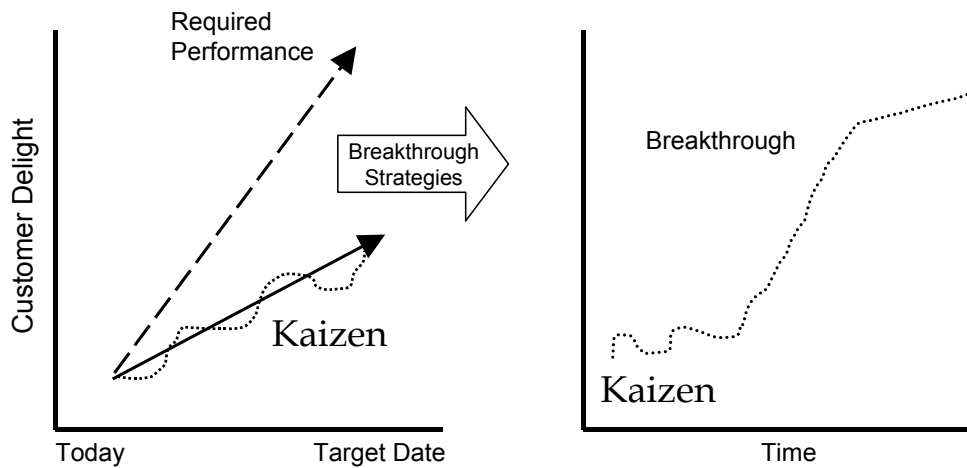 Required
Performance
Customer Delight
Kaizen
Today
Target Date
Breakthrough
Strategies
Breakthrough
Kaizen
Time